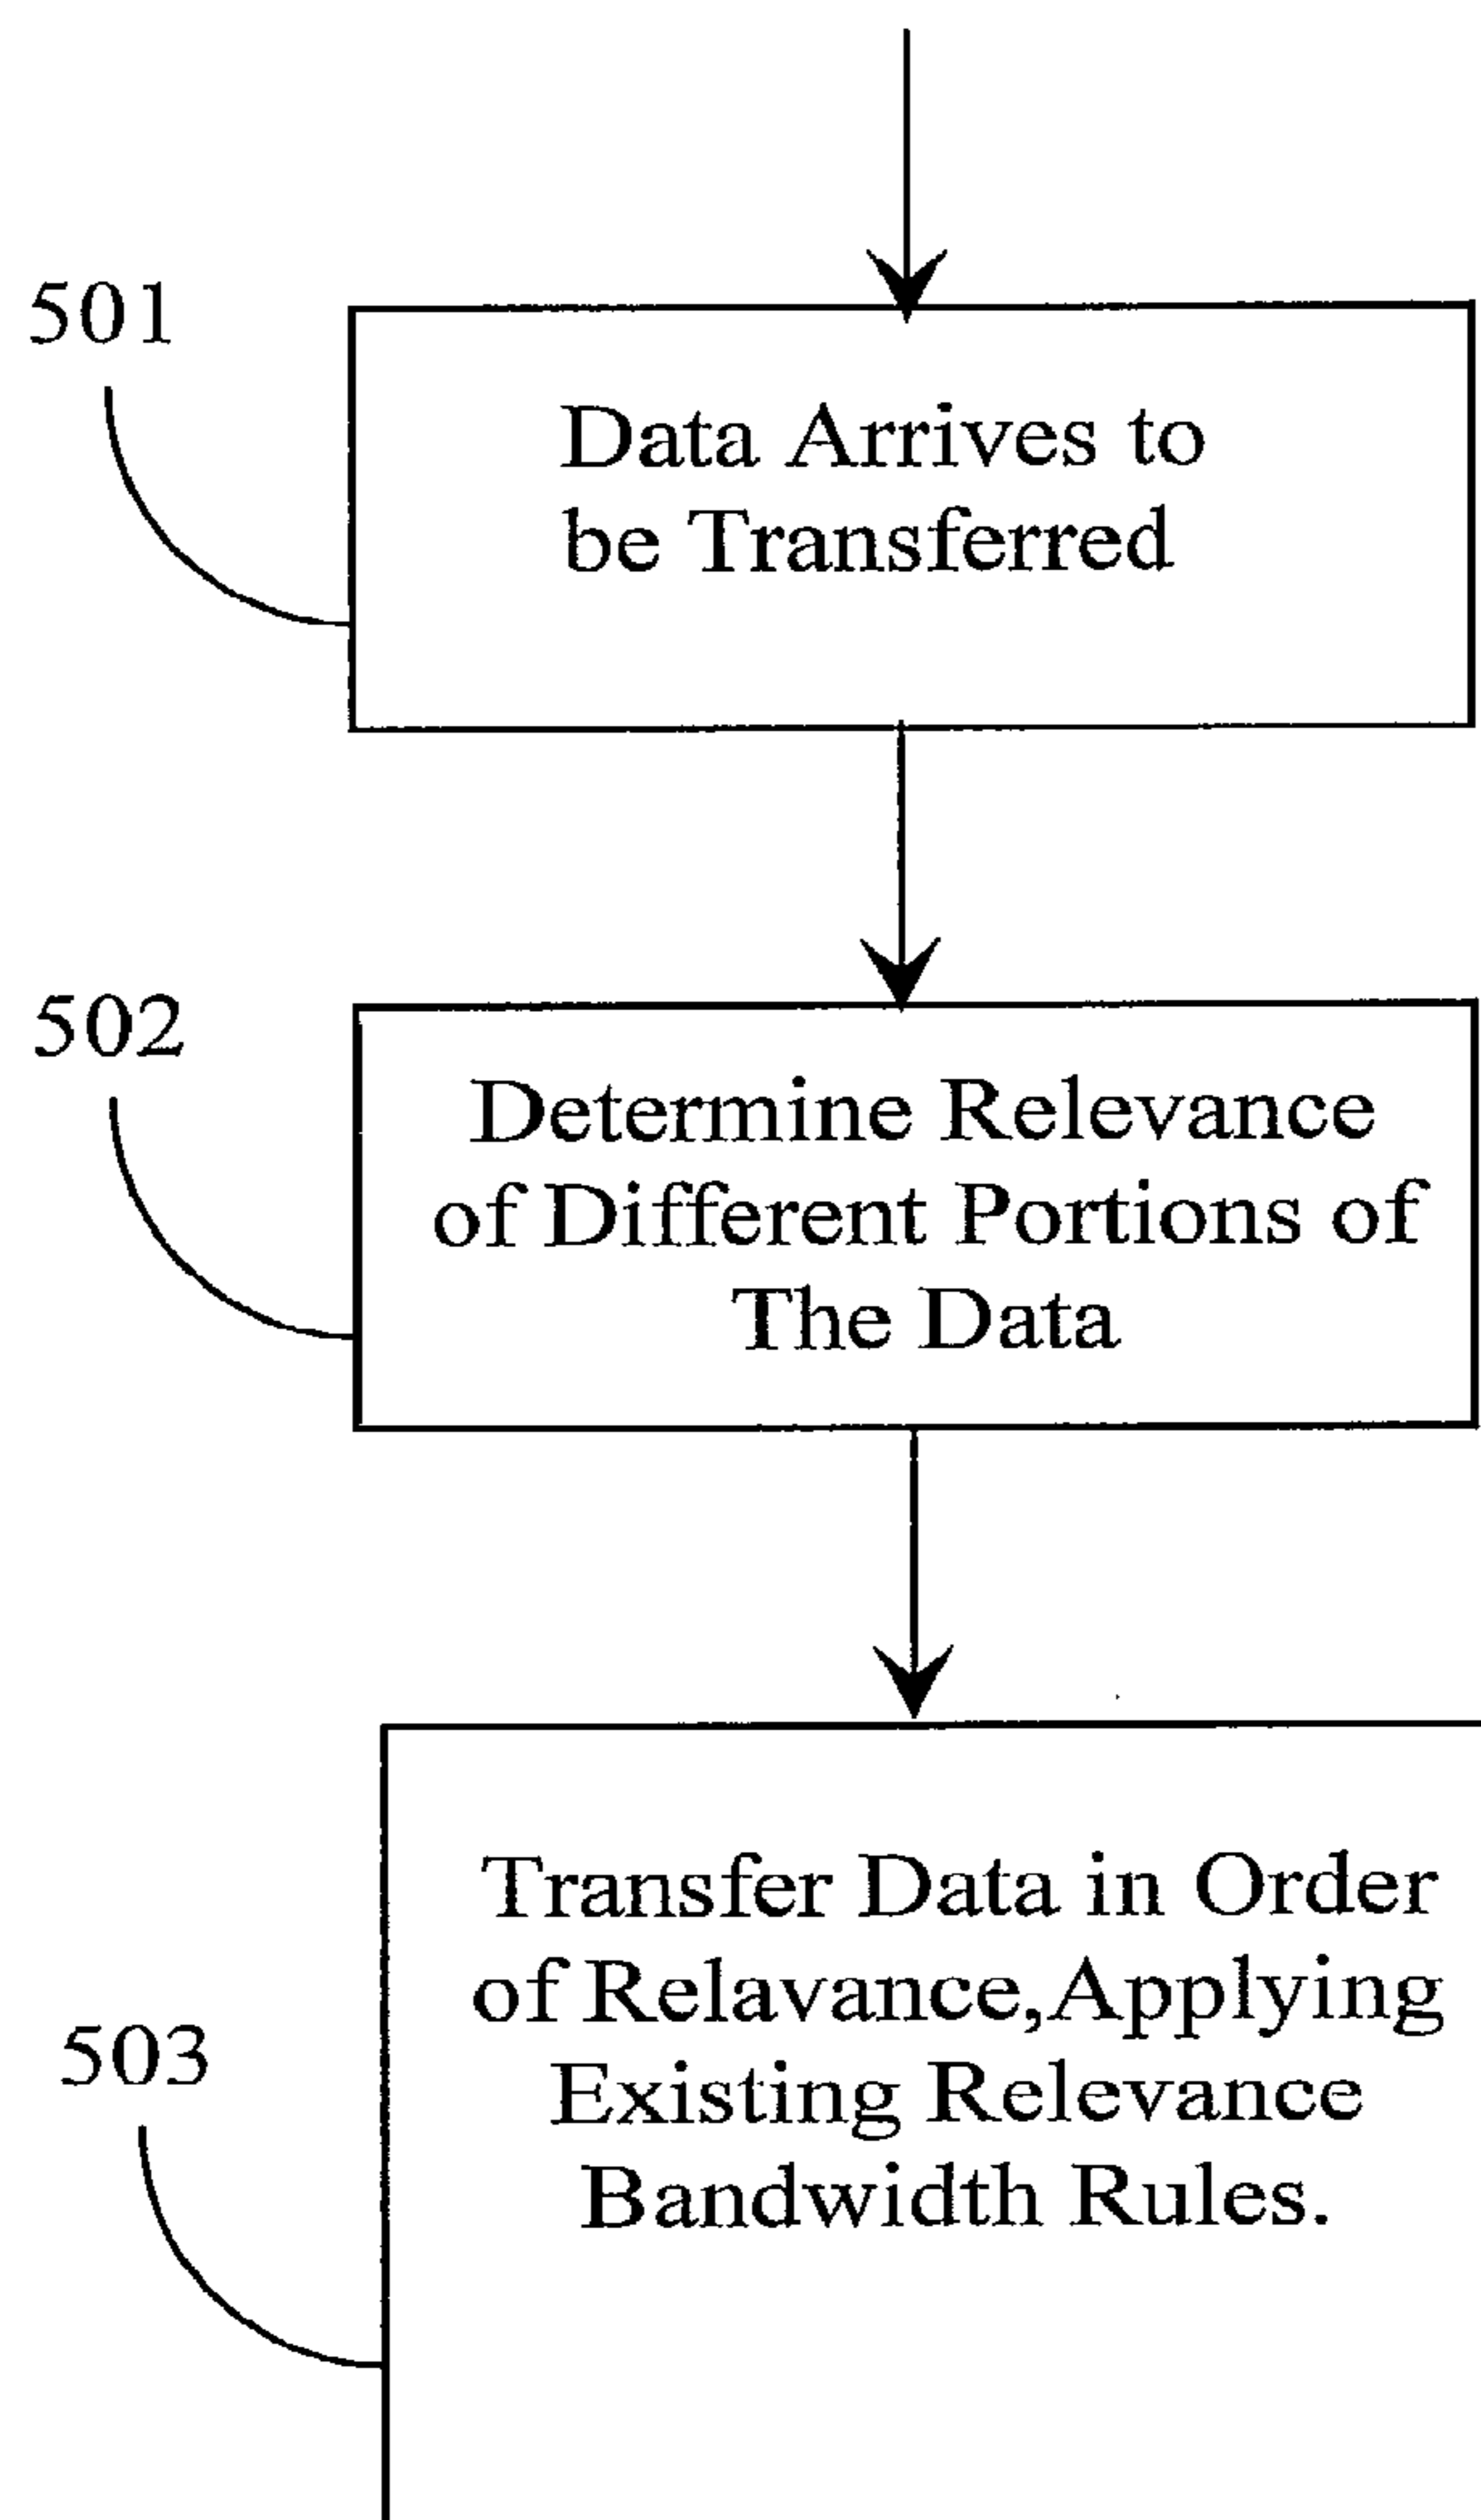 501
Data Arrives to
be Transferred
502
Determine Relevance
of Different Portions of
The Data
503
Transfer Data in Order
of Relavance,Applying
Existing Relevance
Bandwidth Rules.